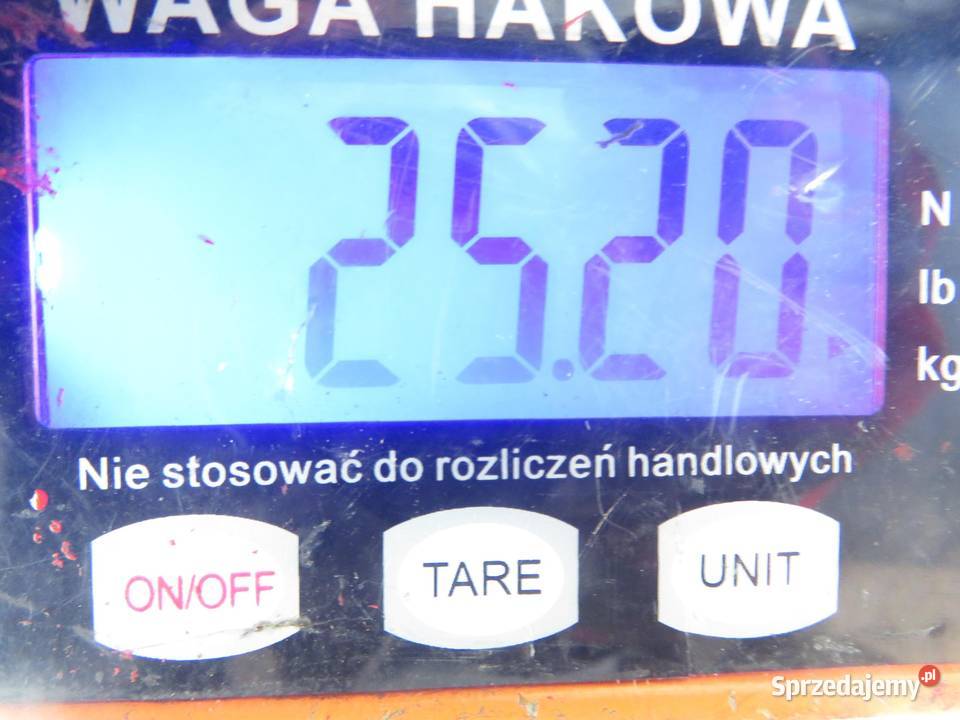 WAGA HAKOWA
25.20
N
lb
kg
Nie stosować do rozliczeń handlowych
ON/OFF
TARE
UNIT
Sprzedajemy.pl